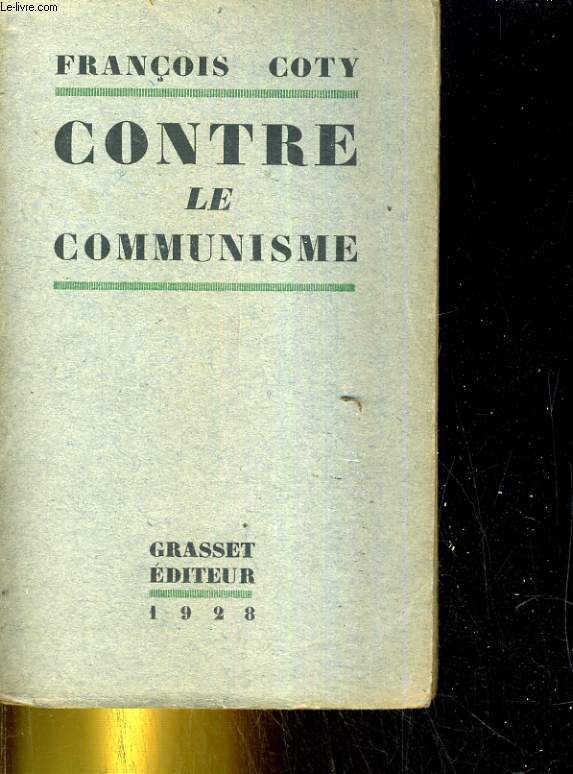 Le-livre.com
FRANÇOIS COTY
CONTRE
LE
COMMUNISME
GRASSET
ÉDITEUR
1928